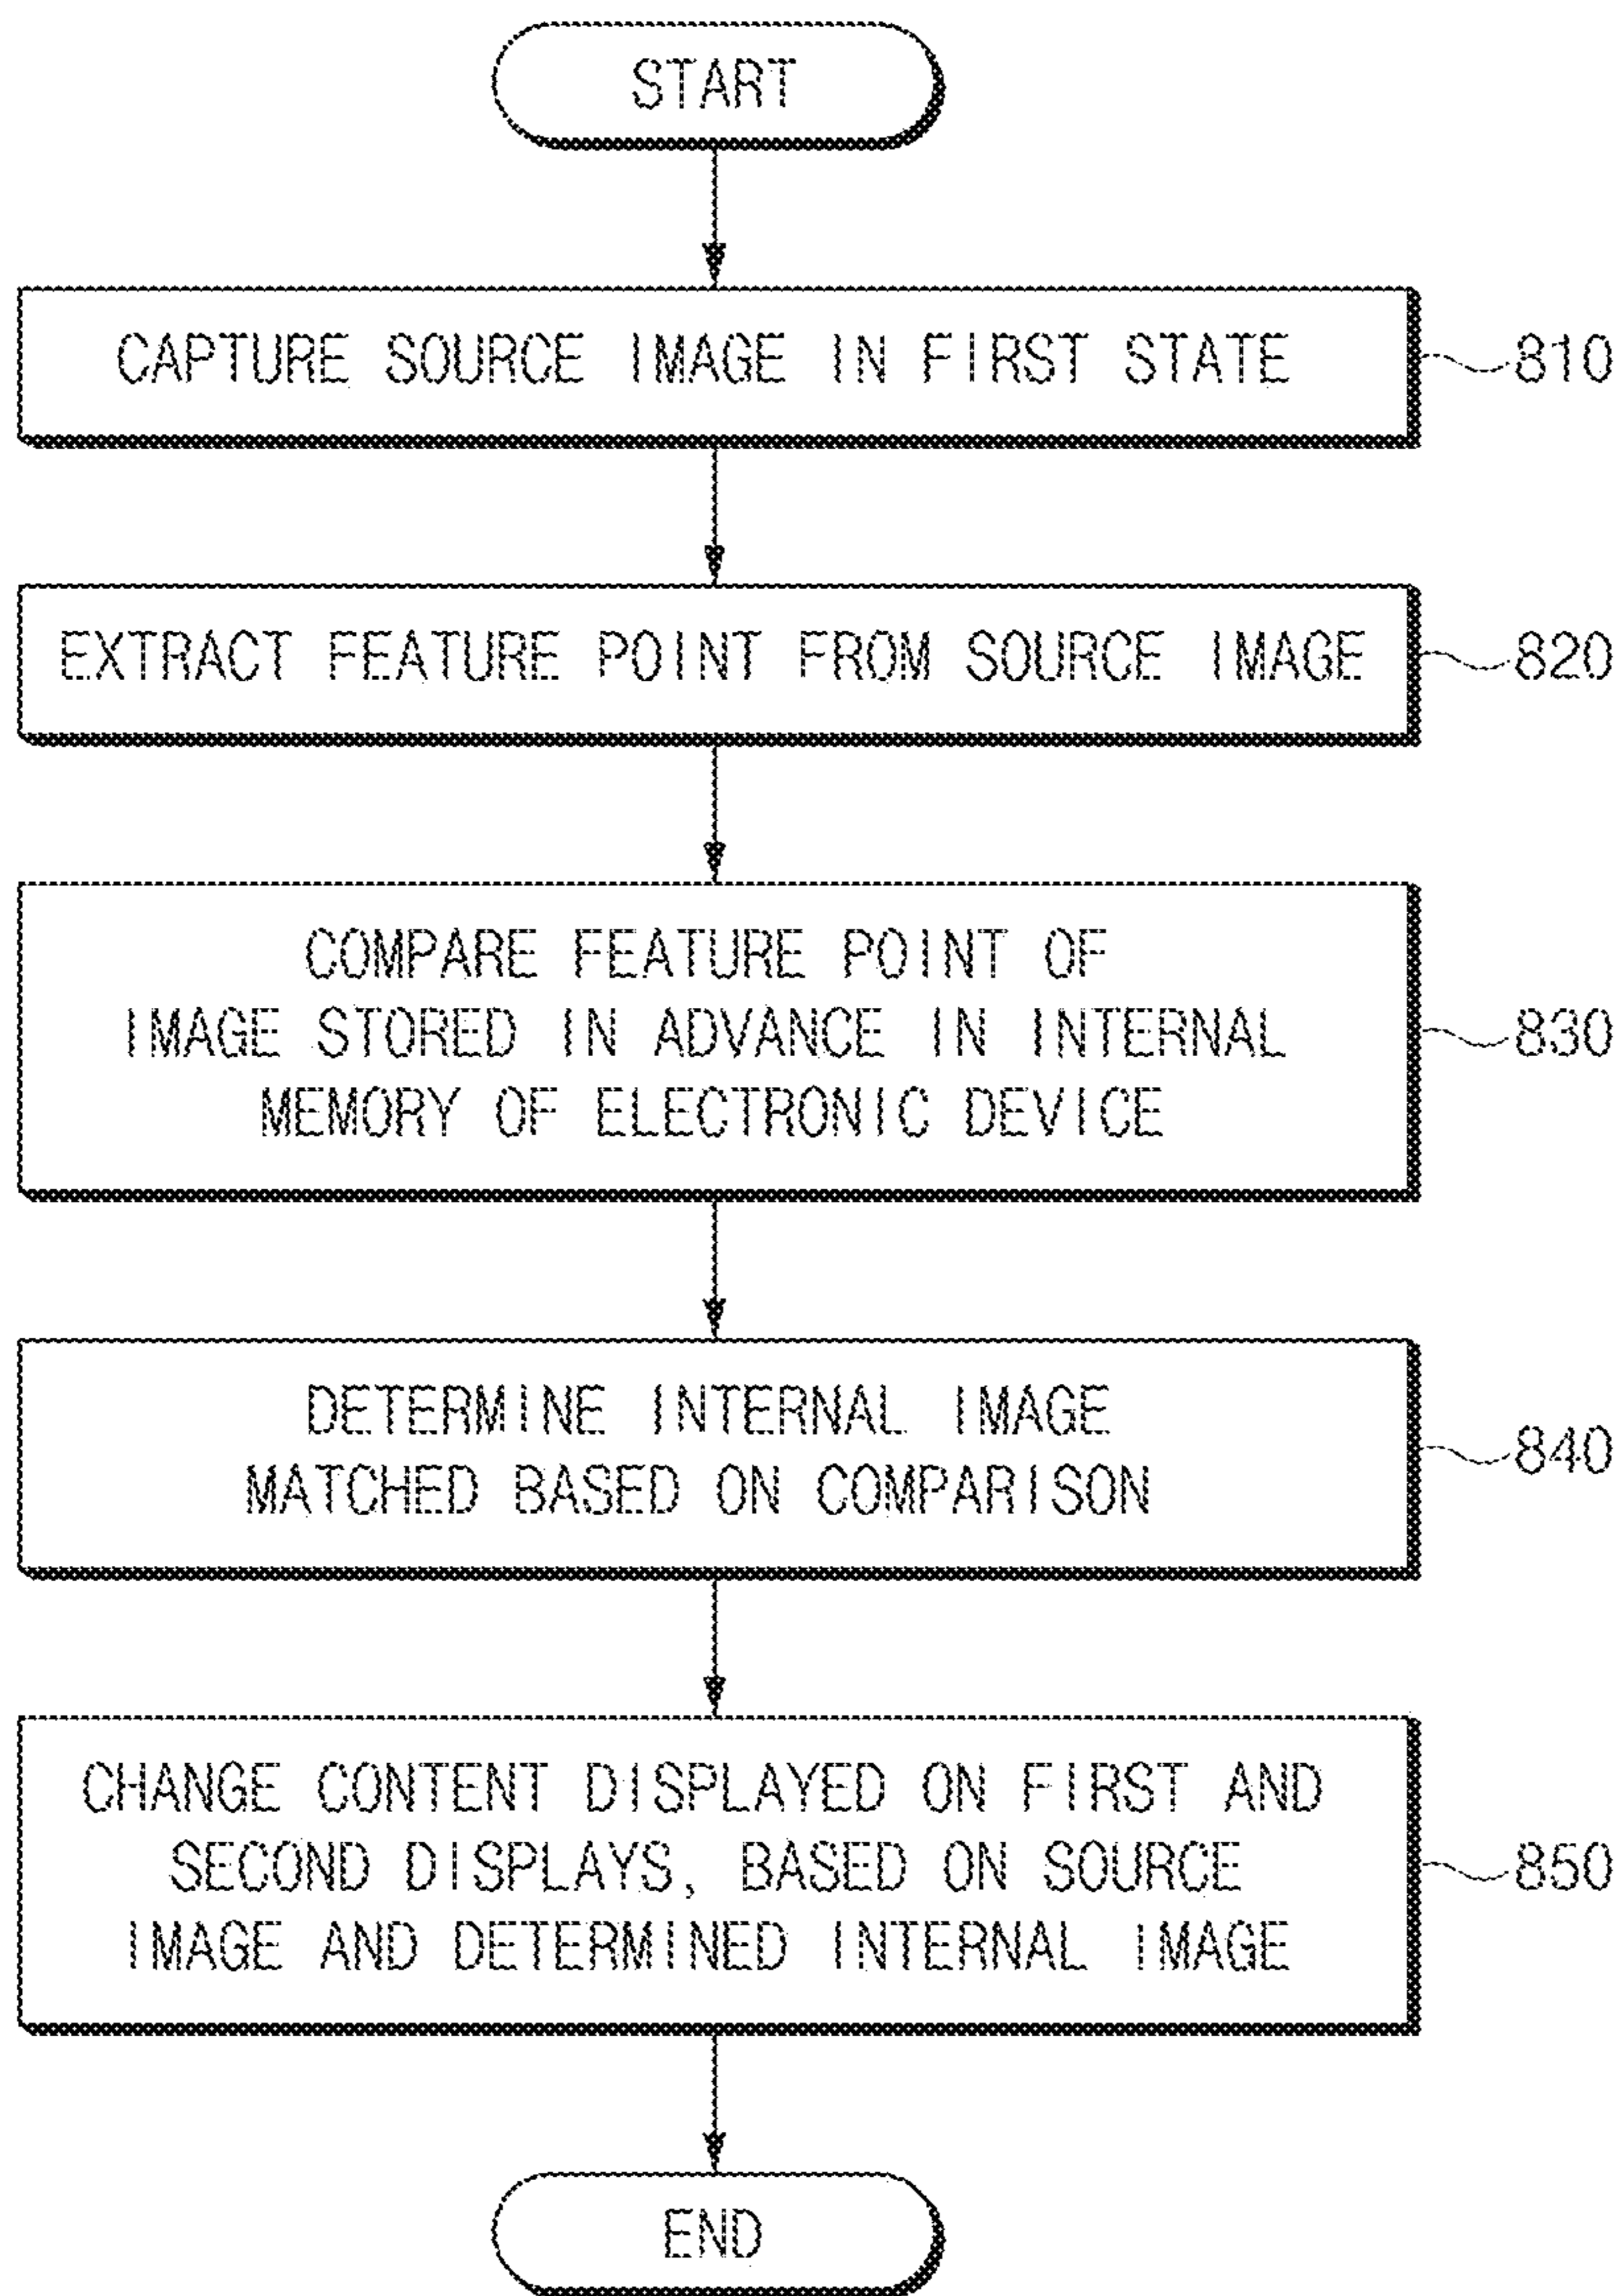 START
CAPTURE SOURCE IMAGE IN FIRST STATE
810
EXTRACT FEATURE POINT FROM SOURCE IMAGE
820
COMPARE FEATURE POINT OF
IMAGE STORED IN ADVANCE IN INTERNAL
MEMORY OF ELECTRONIC DEVICE
830
DETERMINE INTERNAL IMAGE
MATCHED BASED ON COMPARISON
840
CHANGE CONTENT DISPLAYED ON FIRST AND
SECOND DISPLAYS, BASED ON SOURCE
IMAGE AND DETERMINED INTERNAL IMAGE
850
END